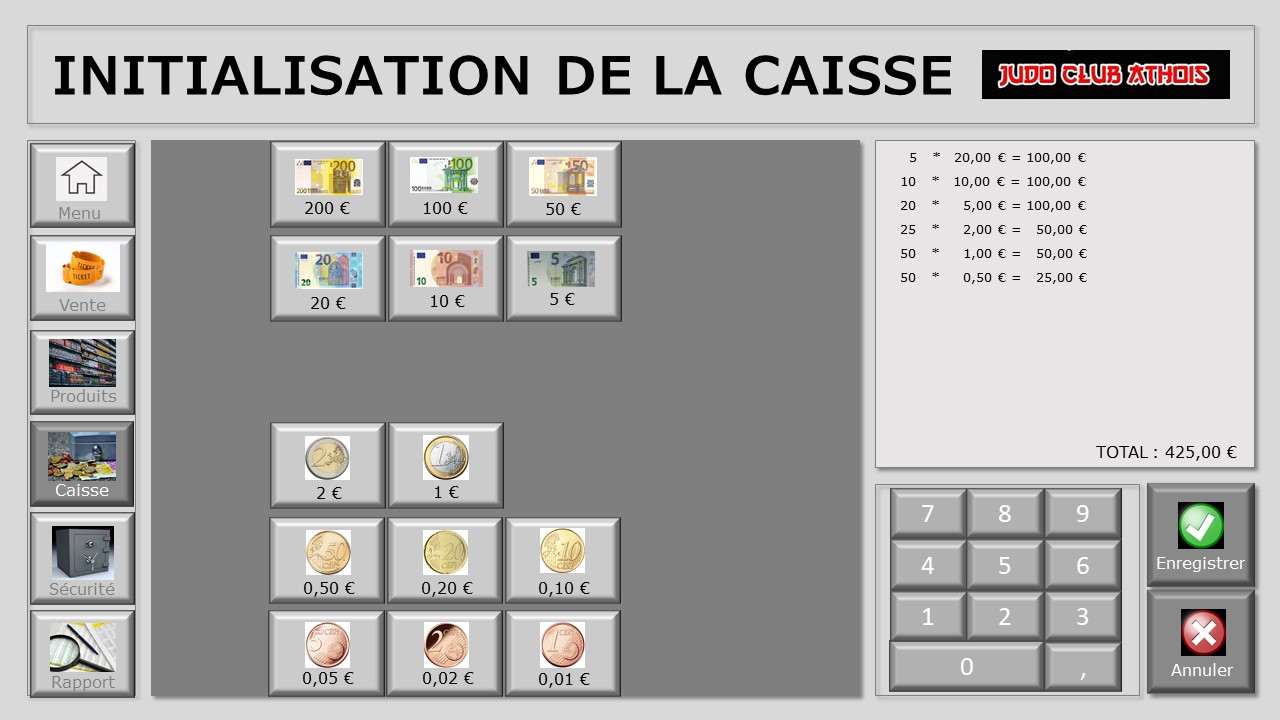 INITIALISATION DE LA CAISSE
JUDO CLUB ATHOIS
Menu
Vente
Produits
Caisse
Sécurité
Rapport
200 €
100 €
50 €
20 €
10 €
5 €
2 €
1 €
0,50 €
0,20 €
0,10 €
0,05 €
0,02 €
0,01 €
5 * 20,00 € = 100,00 €
10 * 10,00 € = 100,00 €
20 * 5,00 € = 100,00 €
25 * 2,00 € = 50,00 €
50 * 1,00 € = 50,00 €
50 * 0,50 € = 25,00 €
TOTAL : 425,00 €
7 8 9
4 5 6
1 2 3
0 ,
Enregistrer
Annuler